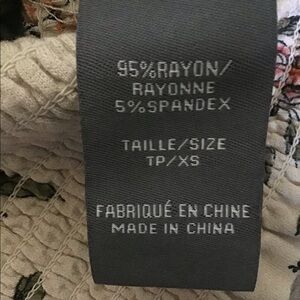 95%RAYON/
RAYONNE
5%SPANDEX
TAILLE/SIZE
TP/XS
FABRIQUÉ EN CHINE
MADE IN CHINA